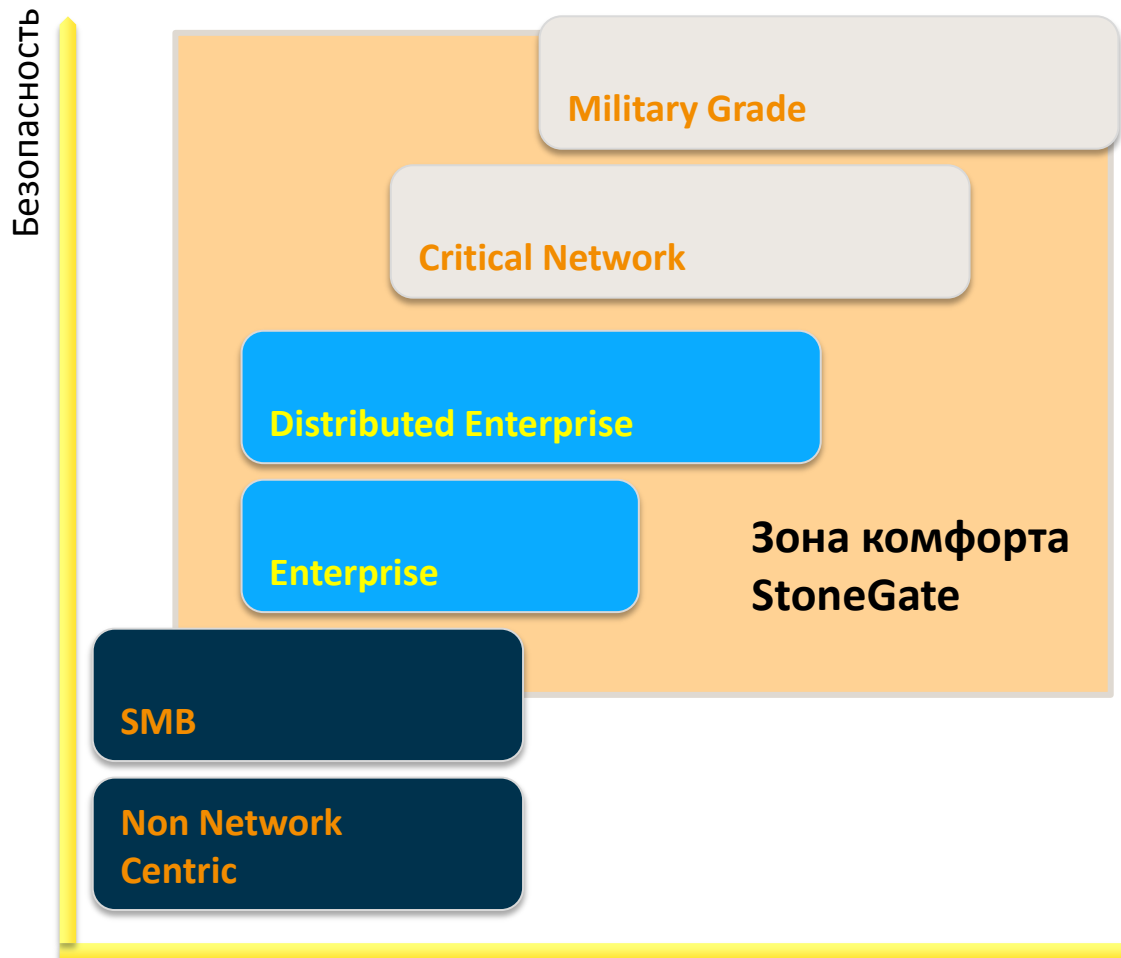 Безопасность
Military Grade
Critical Network
Distributed Enterprise
Enterprise
Зона комфорта
StoneGate
SMB
Non Network
Centric